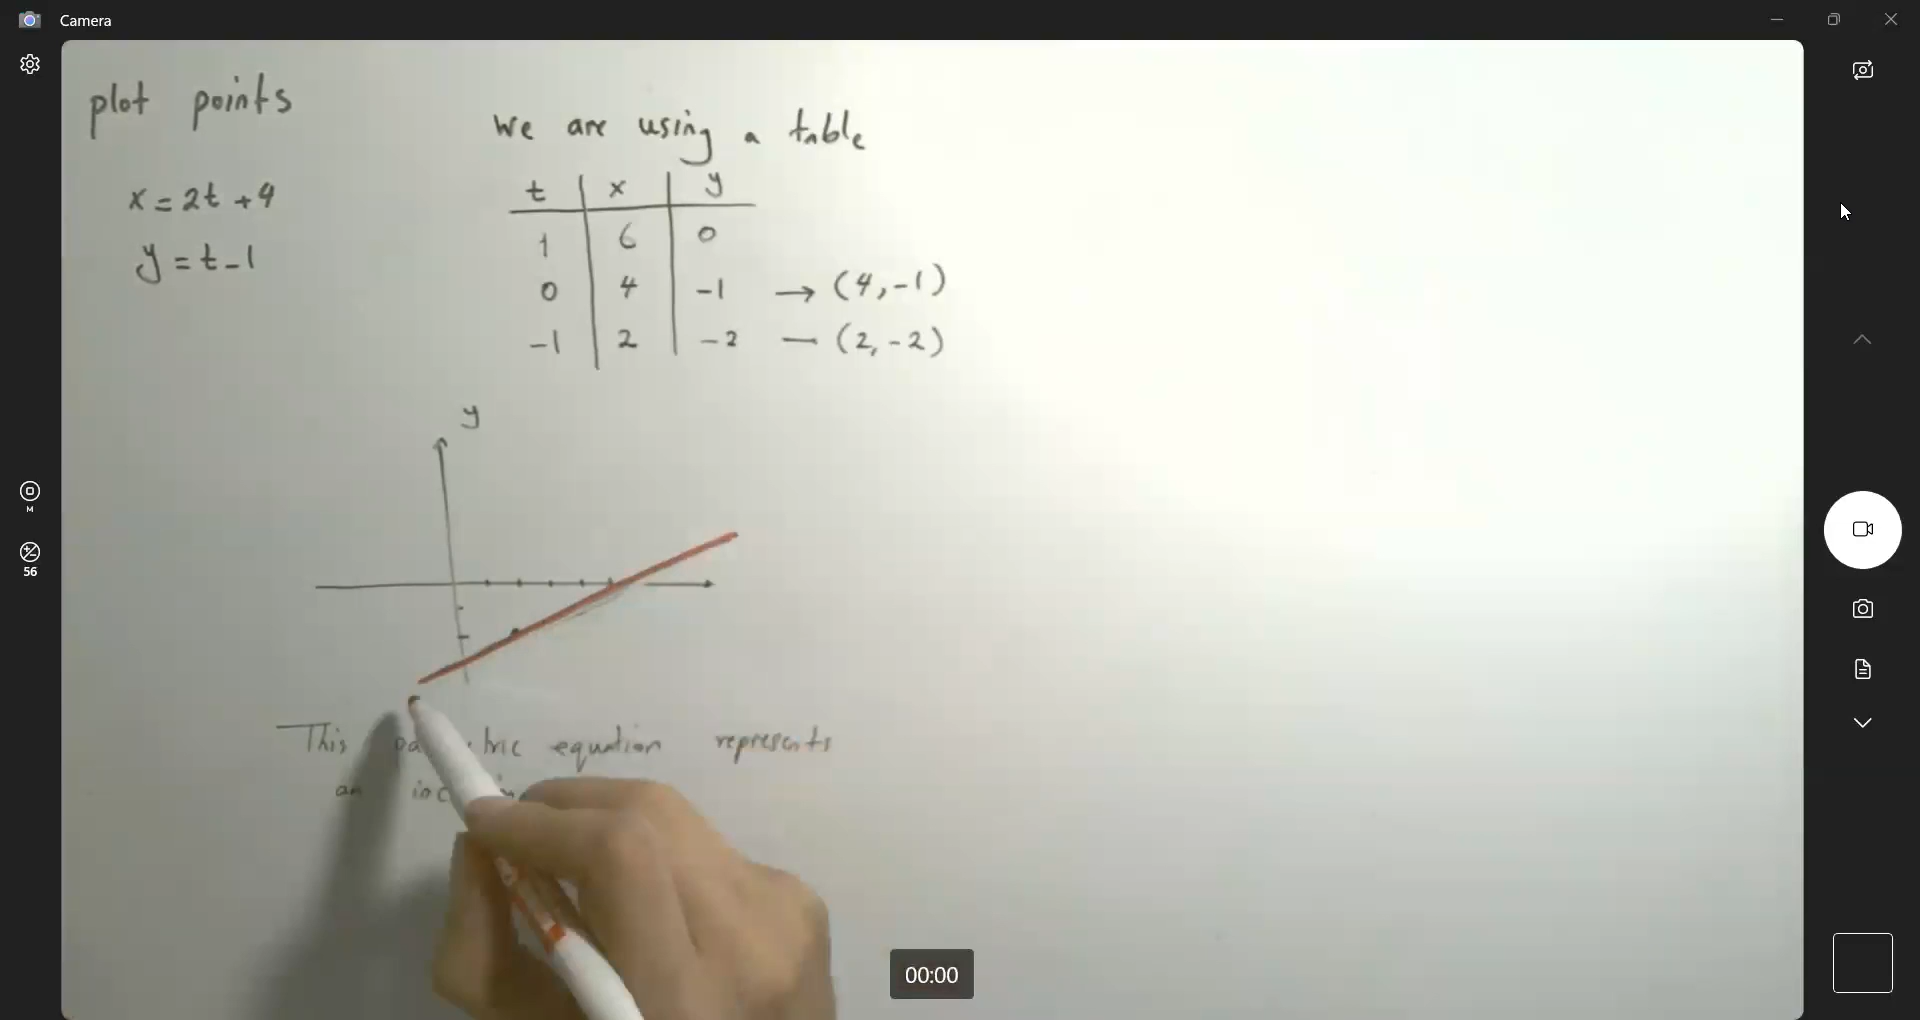 Camera
plot points
we are using a table
x = 2t + 4
y = t - 1
t x y
1 6 0
0 4 -1 → (4, -1)
-1 2 -2 — (2, -2)
y
This equation represents
an
M
56
00:00